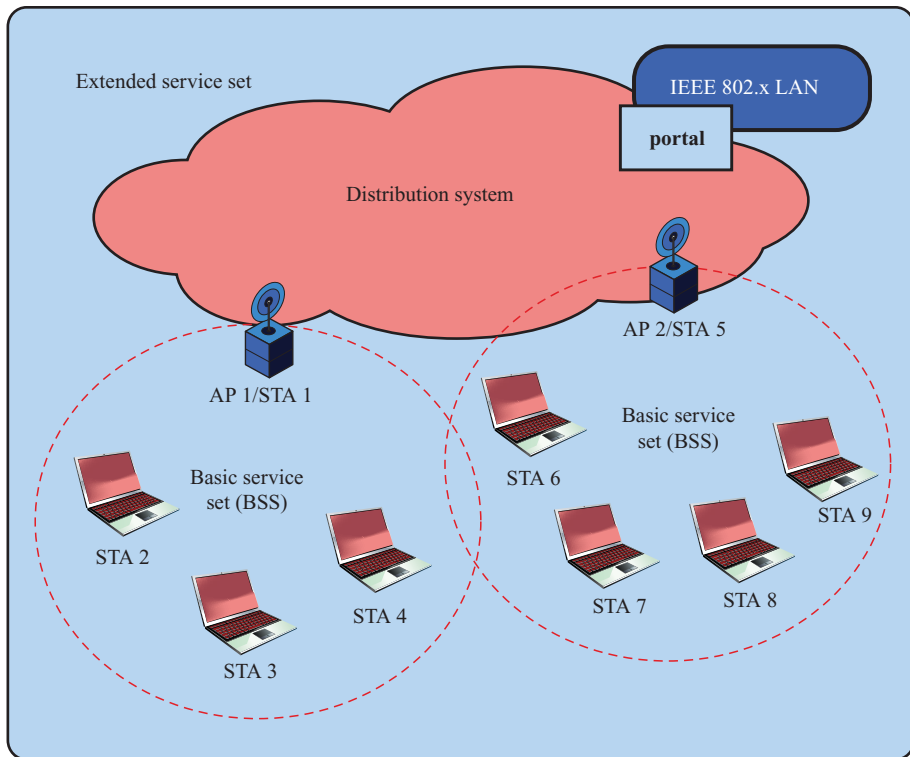 Extended service set
IEEE 802.x LAN
portal
Distribution system
AP 2/STA 5
AP 1/STA 1
Basic service
set (BSS)
STA 6
Basic service
set (BSS)
STA 9
STA 2
STA 7
STA 8
STA 4
STA 3